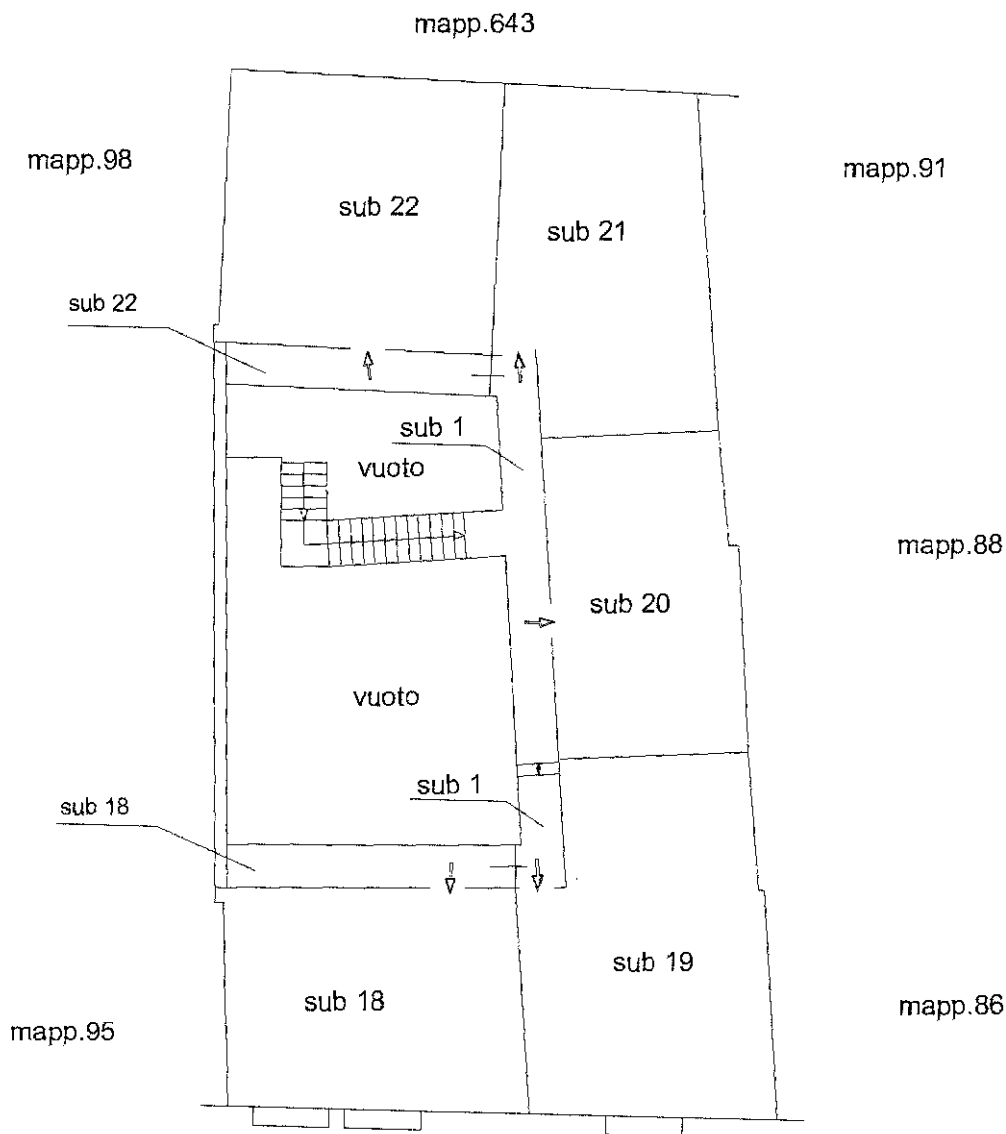 mapp.643
mapp.98
mapp.91
sub 22
sub 21
sub 22
sub 1
vuoto
mapp.88
sub 20
vuoto
sub 1
sub 18
sub 19
sub 18
mapp.86
mapp.95